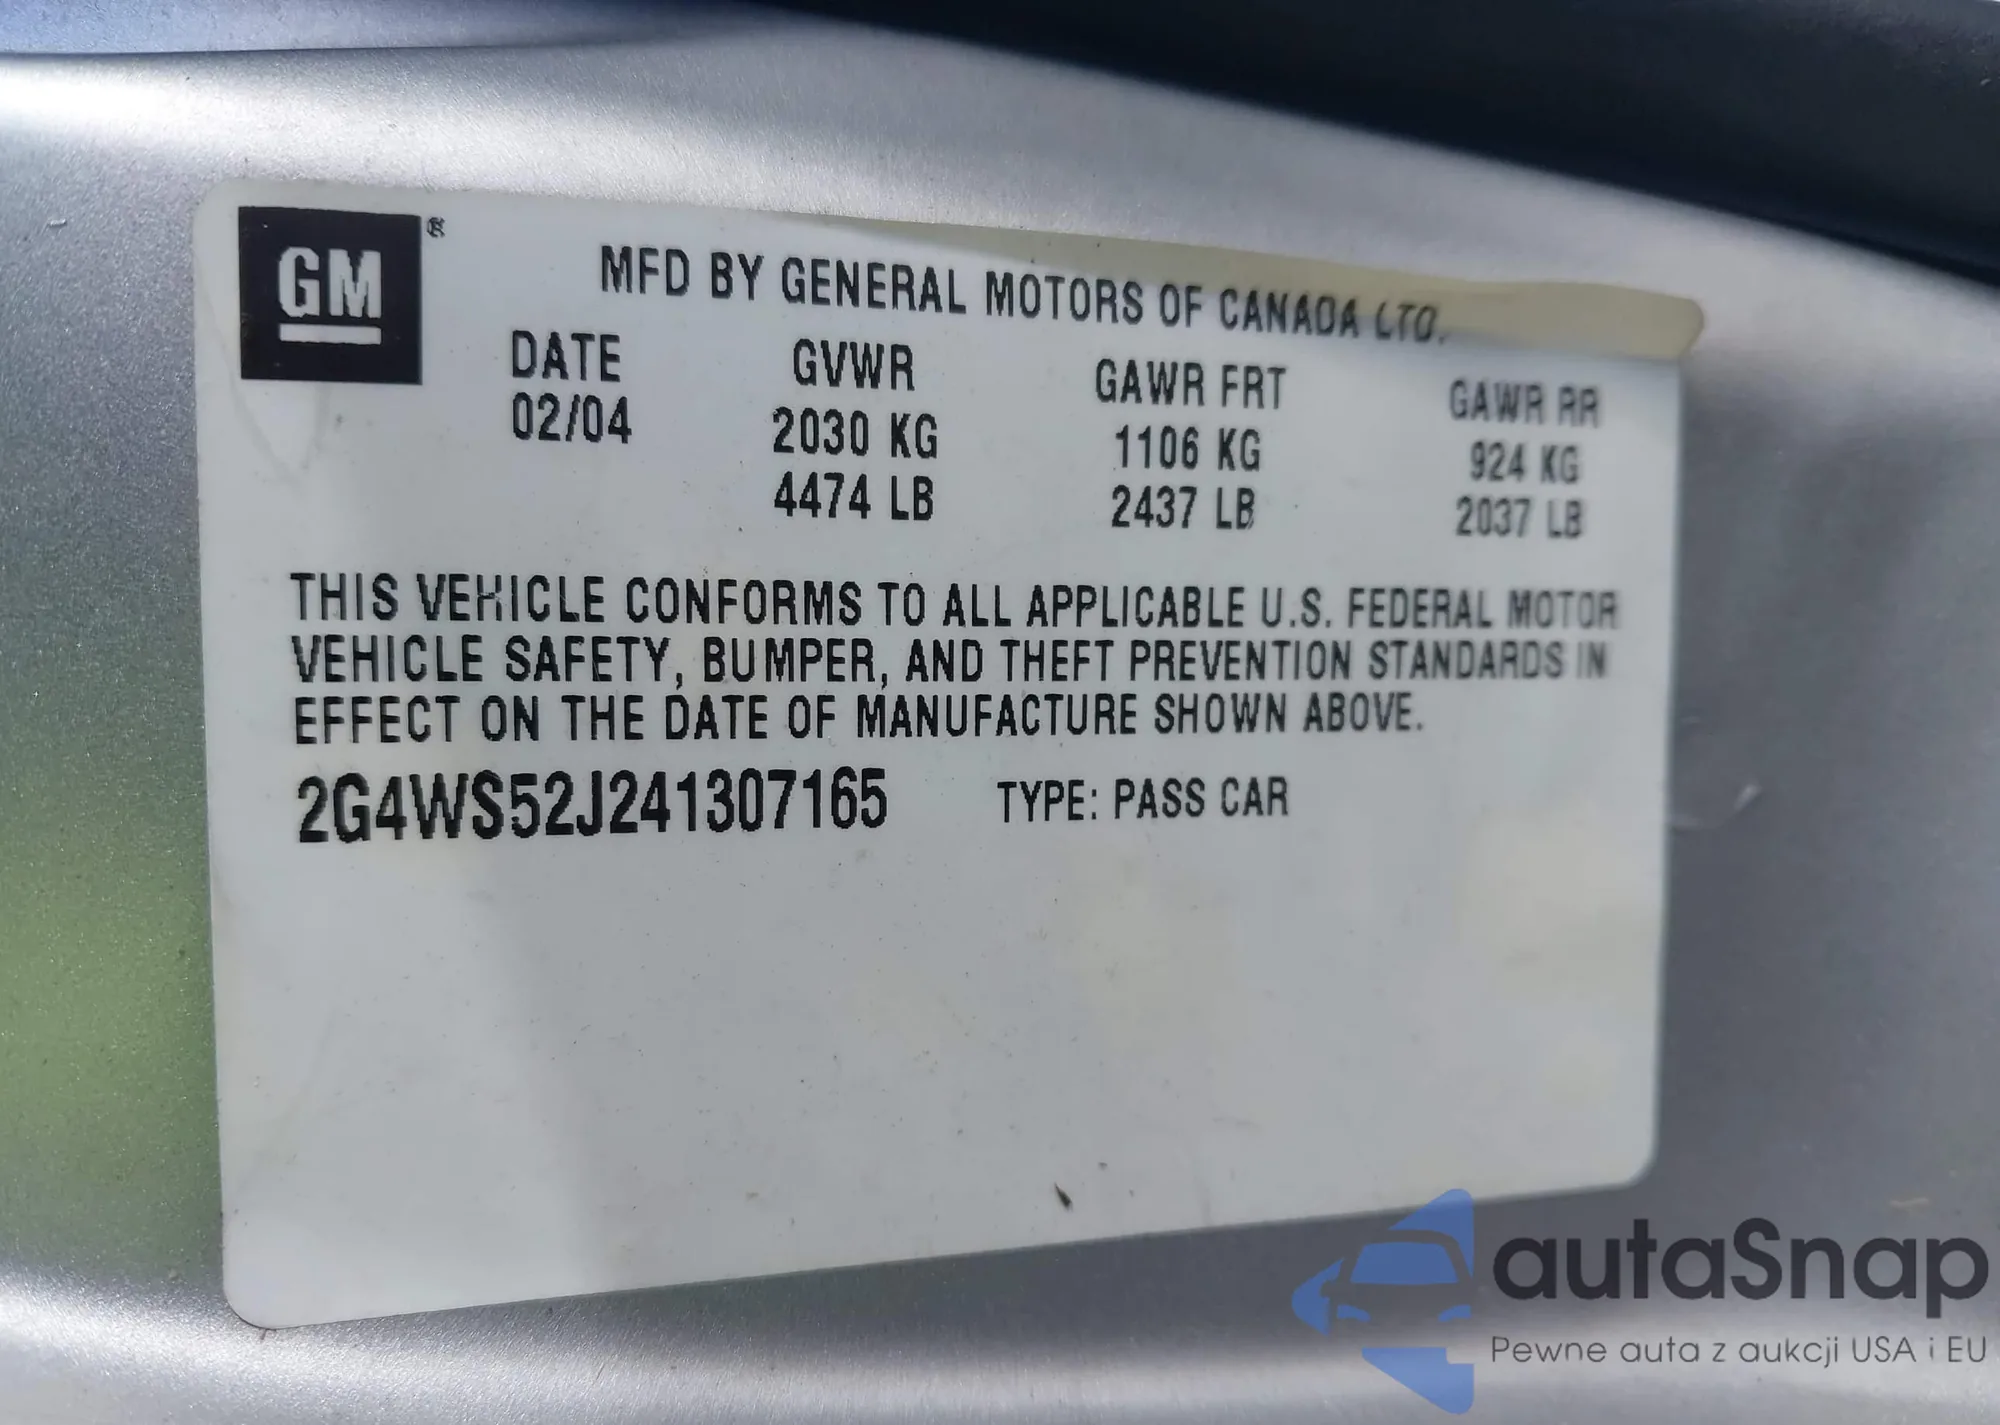 GM ®
MFD BY GENERAL MOTORS OF CANADA LTD.
DATE GVWR GAWR FRT GAWR RR
02/04 2030 KG 1106 KG 924 KG
4474 LB 2437 LB 2037 LB
THIS VEHICLE CONFORMS TO ALL APPLICABLE U.S. FEDERAL MOTOR
VEHICLE SAFETY, BUMPER, AND THEFT PREVENTION STANDARDS IN
EFFECT ON THE DATE OF MANUFACTURE SHOWN ABOVE.
2G4WS52J241307165 TYPE: PASS CAR
autaSnap
Pewne auta z aukcji USA i EU